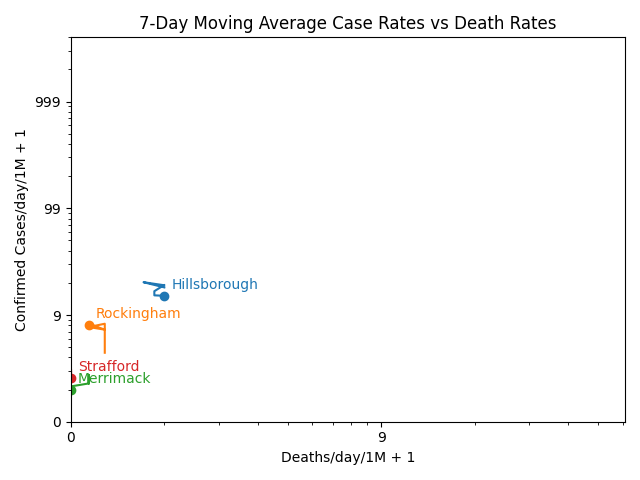 7-Day Moving Average Case Rates vs Death Rates
Confirmed Cases/day/1M + 1
999
99
9
0
Hillsborough
Rockingham
Strafford
Merrimack
0
9
Deaths/day/1M + 1